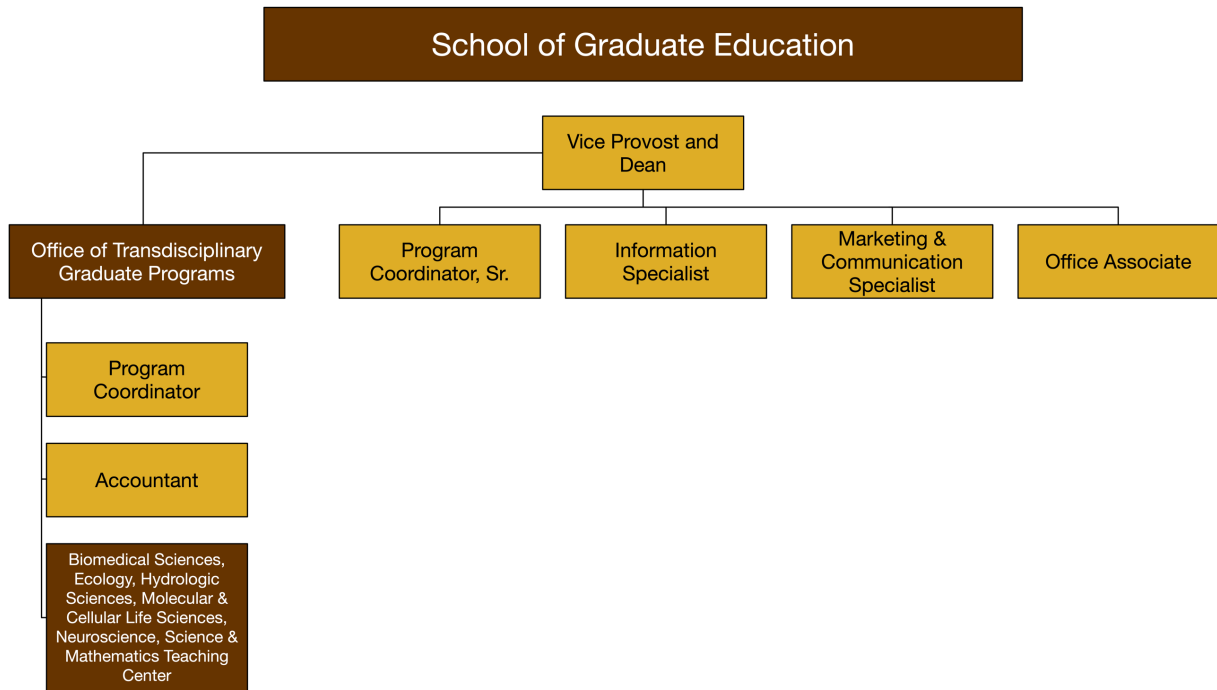 School of Graduate Education
Vice Provost and
Dean
Office of Transdisciplinary
Graduate Programs
Program
Coordinator, Sr.
Information
Specialist
Marketing &
Communication
Specialist
Office Associate
Program
Coordinator
Accountant
Biomedical Sciences,
Ecology, Hydrologic
Sciences, Molecular &
Cellular Life Sciences,
Neuroscience, Science &
Mathematics Teaching
Center